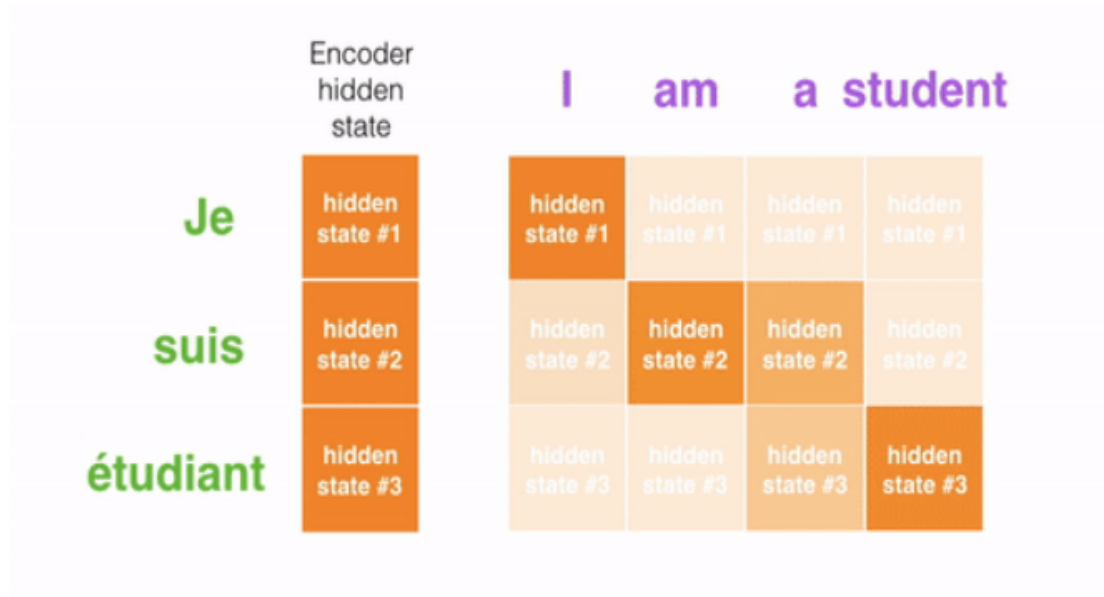 Encoder
hidden
state
I am a student
Je
hidden
state #1
hidden
state #1
hidden
state #1
hidden
state #1
hidden
state #1
suis
hidden
state #2
hidden
state #2
hidden
state #2
hidden
state #2
hidden
state #2
étudiant
hidden
state #3
hidden
state #3
hidden
state #3
hidden
state #3
hidden
state #3